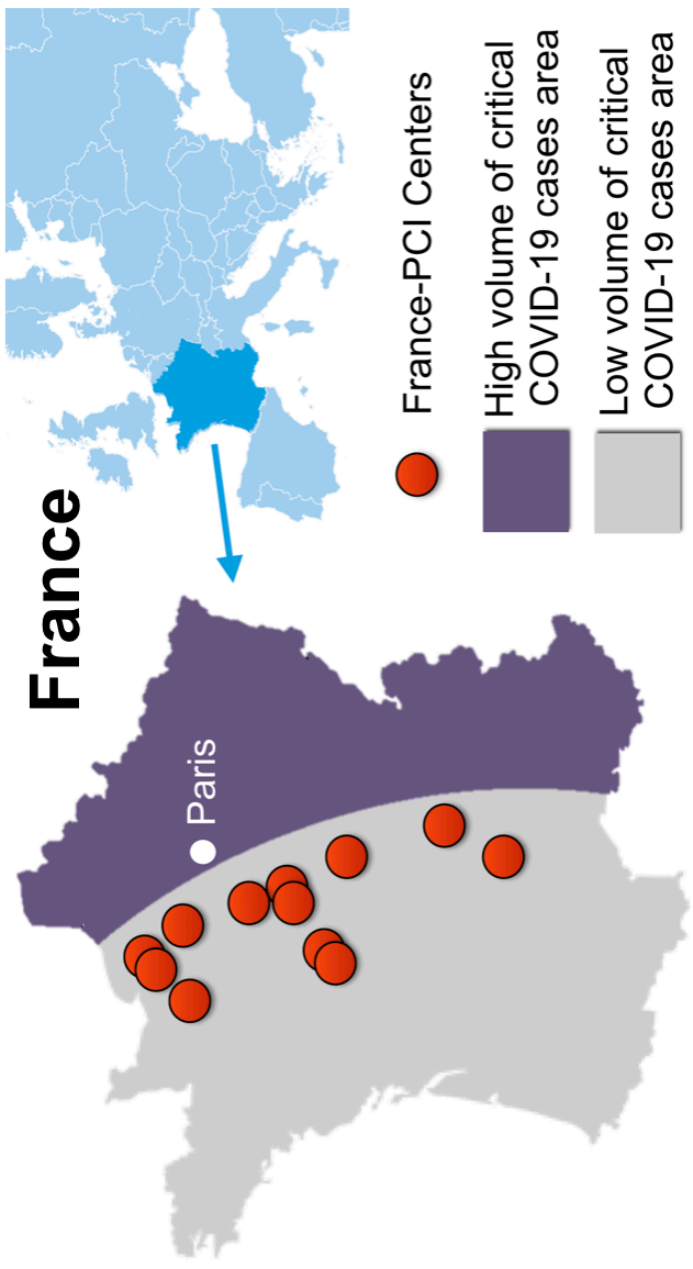 France
Paris
France-PCI Centers
High volume of critical
COVID-19 cases area
Low volume of critical
COVID-19 cases area